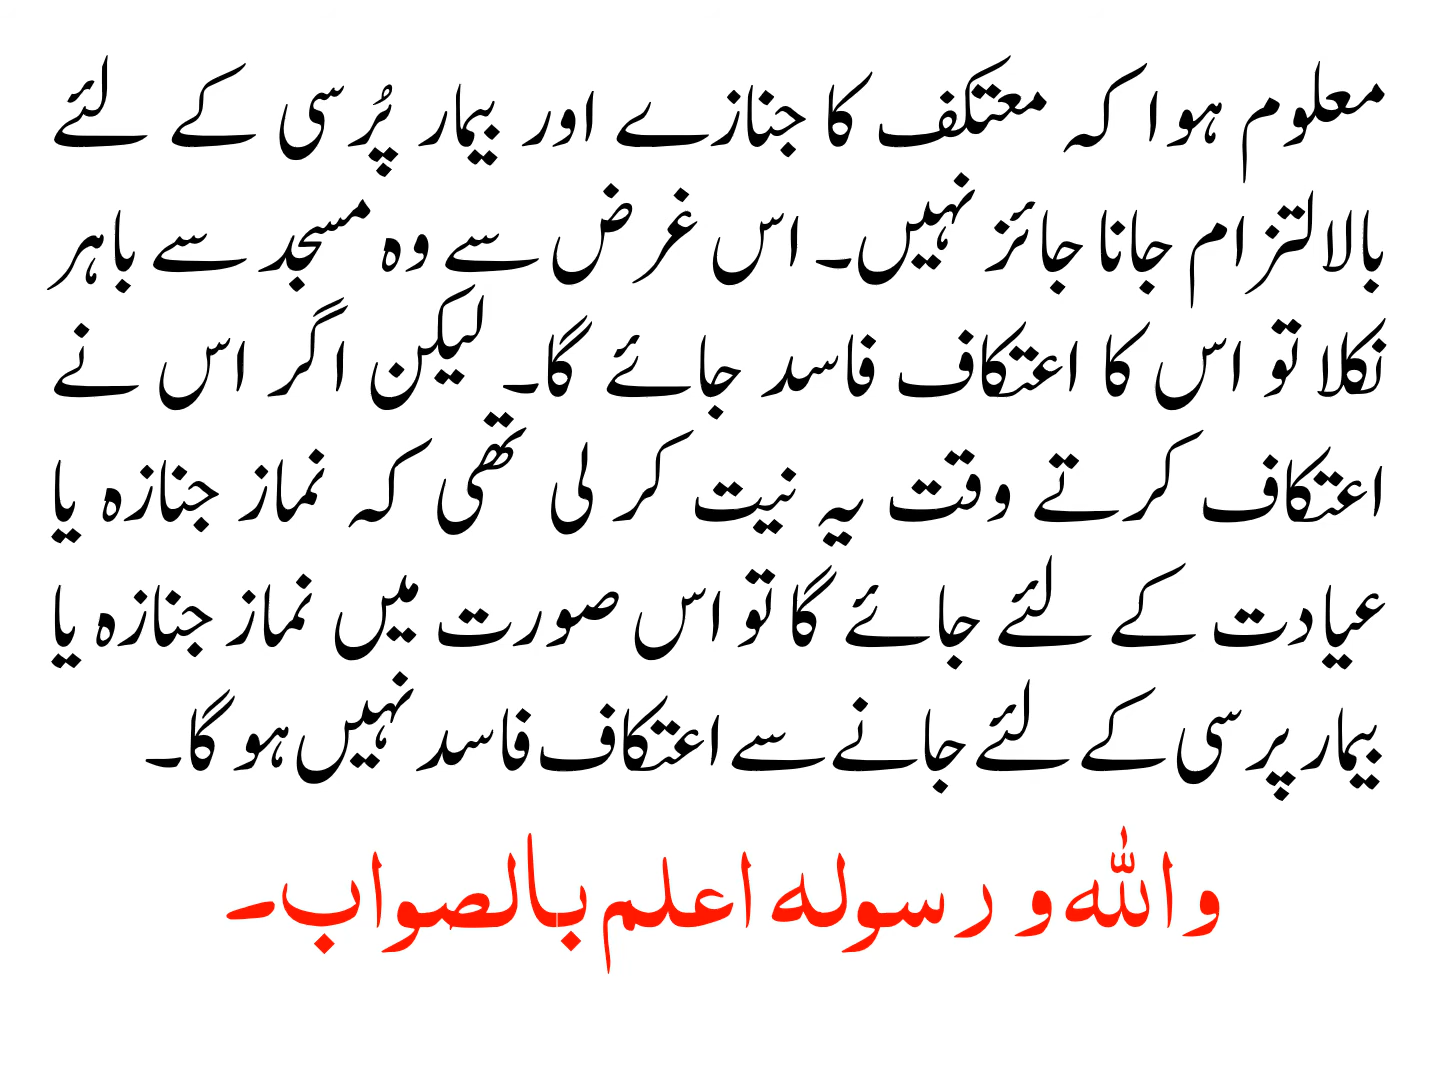 معلوم ہوا کہ معتکف کا جنازے اور بیمار پُرسی کے لئے
بالالتزام جانا جائز نہیں۔ اس غرض سے وہ مسجد سے باہر
نکلا تو اس کا اعتکاف فاسد جائے گا۔ لیکن اگر اس نے
اعتکاف کرتے وقت یہ نیت کر لی تھی کہ نماز جنازہ یا
عیادت کے لئے جائے گا تو اس صورت میں نماز جنازہ یا
بیمار پرسی کے لئے جانے سے اعتکاف فاسد نہیں ہو گا۔
واللہ و رسولہ اعلم بالصواب۔